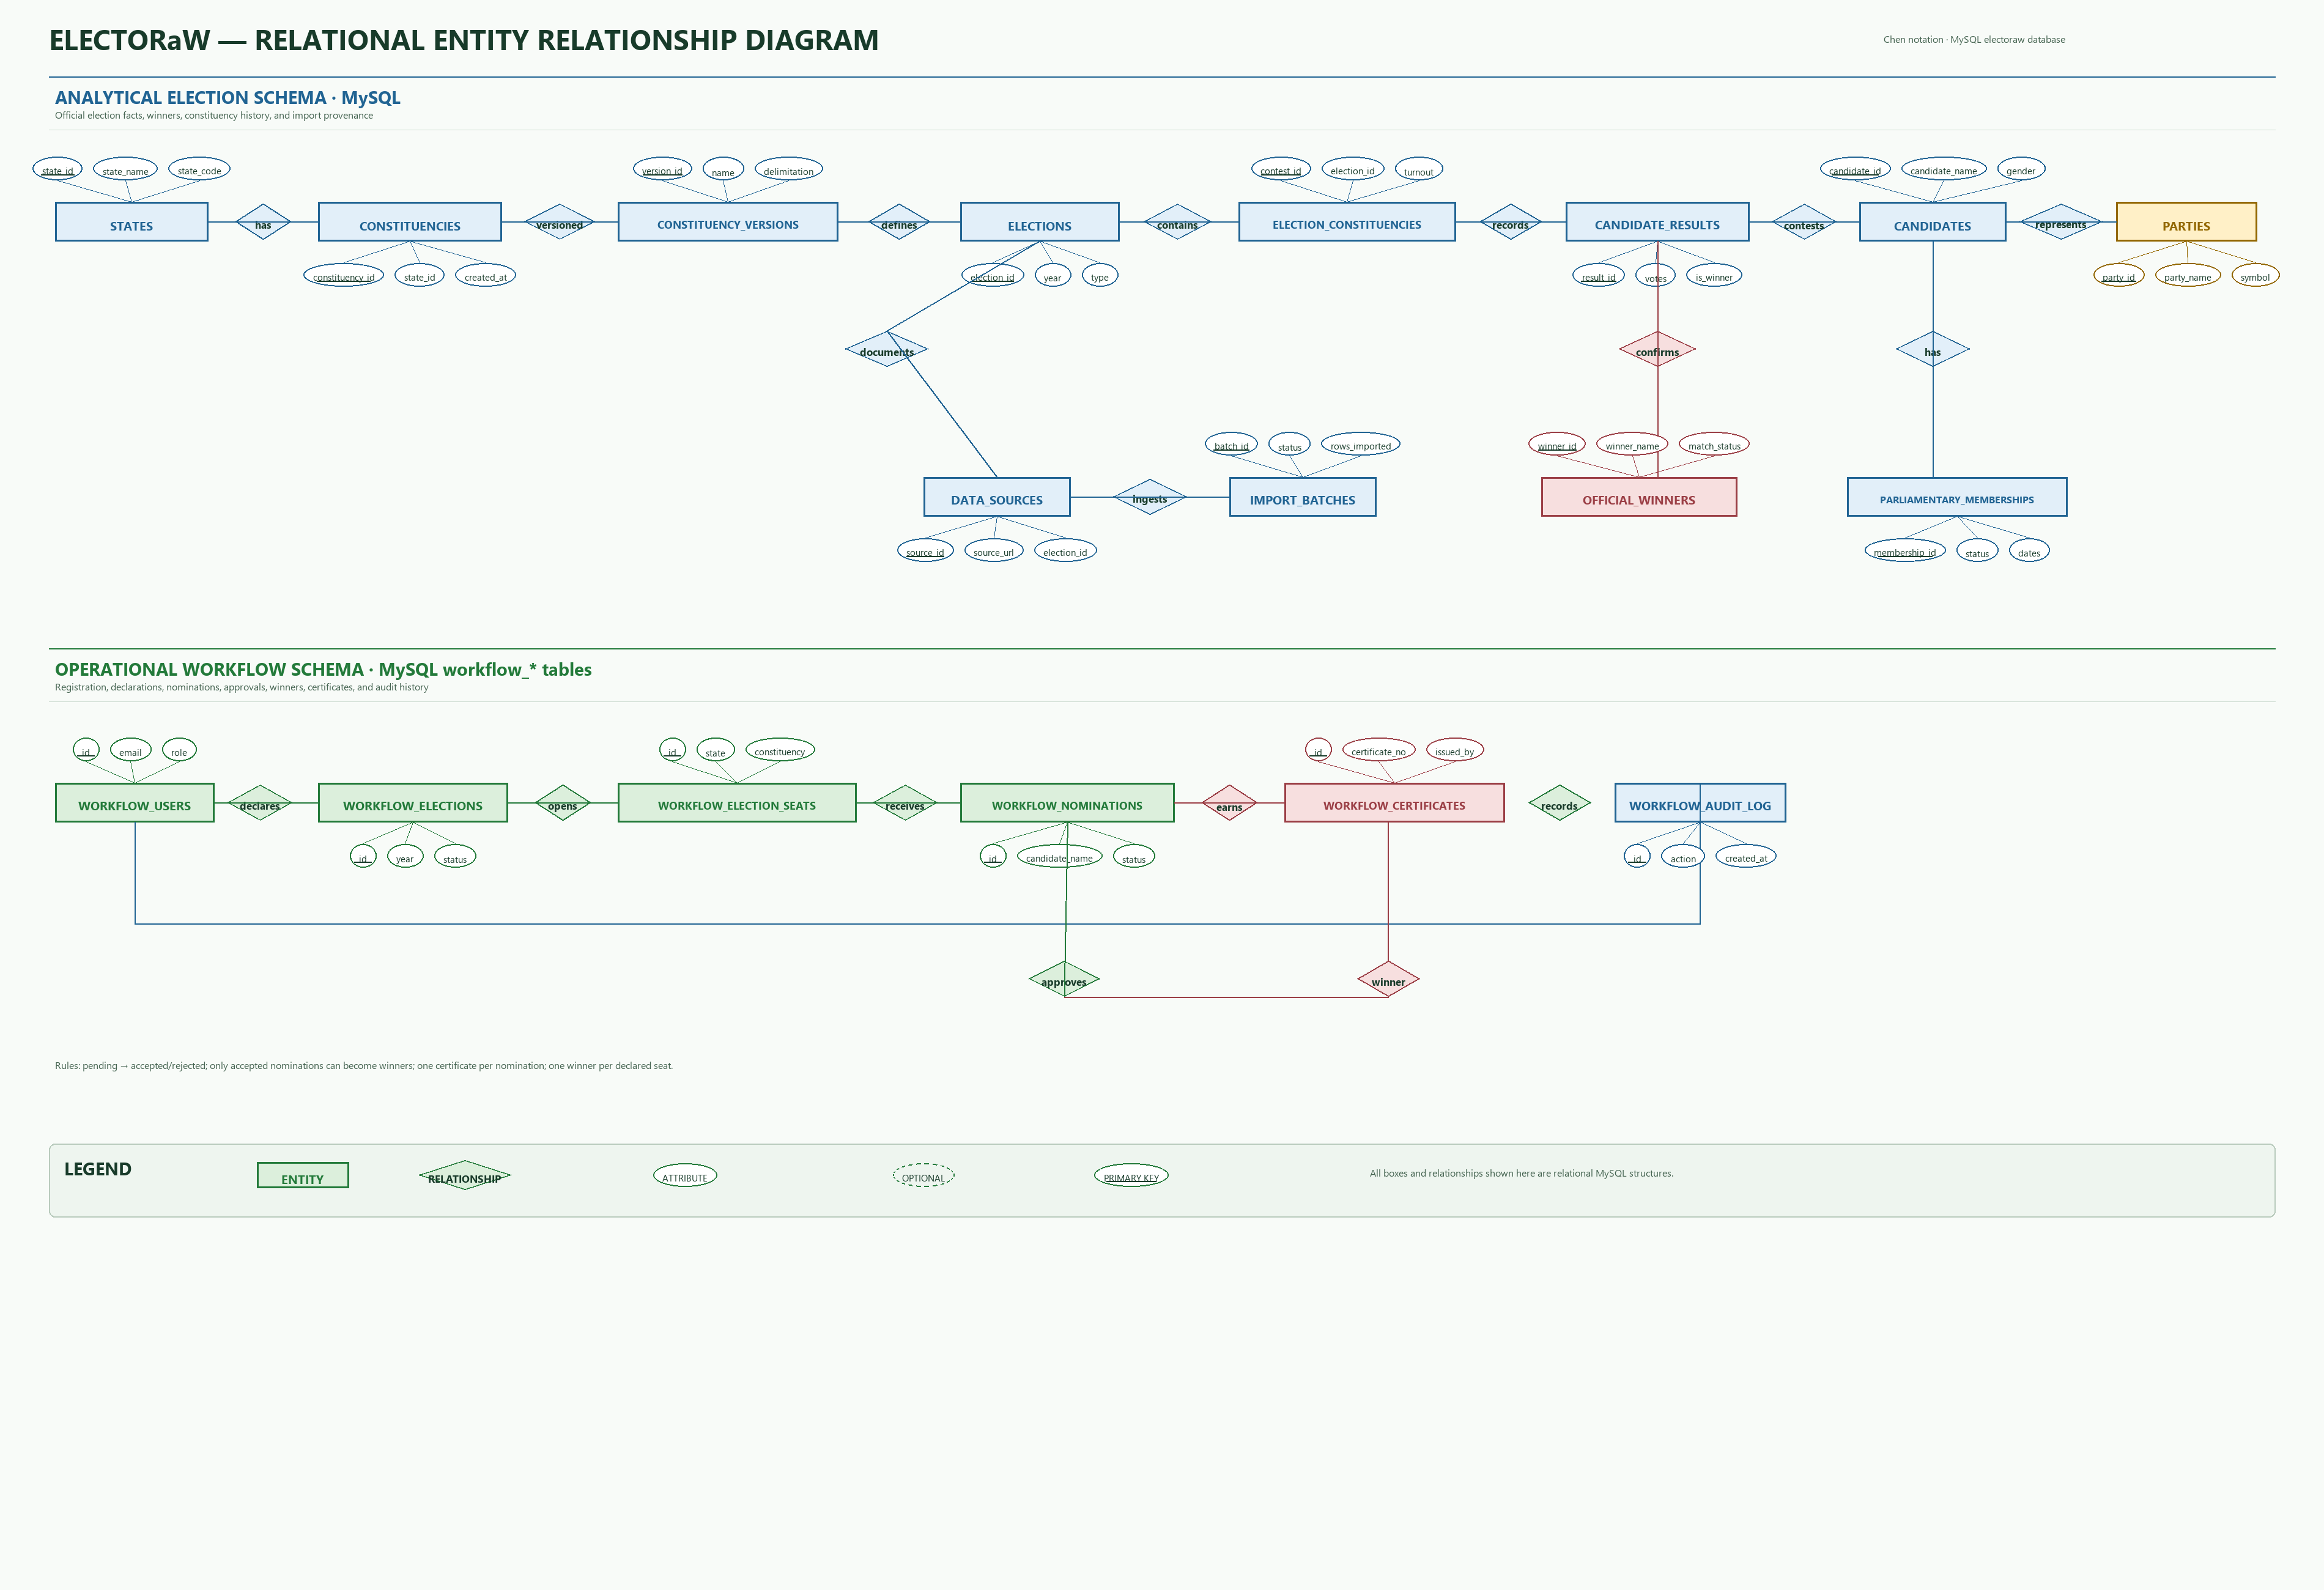 ELECTORaW — RELATIONAL ENTITY RELATIONSHIP DIAGRAM
Chen notation · MySQL electoraw database
ANALYTICAL ELECTION SCHEMA · MySQL
Official election facts, winners, constituency history, and import provenance
state_id state_name state_code version_id name delimitation contest_id election_id turnout candidate_id candidate_name gender
STATES has CONSTITUENCIES versioned CONSTITUENCY_VERSIONS defines ELECTIONS contains ELECTION_CONSTITUENCIES records CANDIDATE_RESULTS contests CANDIDATES represents PARTIES
constituency_id state_id created_at election_id year type result_id votes is_winner party_id party_name symbol
documents confirms has
batch_id status rows_imported winner_id winner_name match_status
DATA_SOURCES ingests IMPORT_BATCHES OFFICIAL_WINNERS PARLIAMENTARY_MEMBERSHIPS
source_id source_url election_id membership_id status dates
OPERATIONAL WORKFLOW SCHEMA · MySQL workflow_* tables
Registration, declarations, nominations, approvals, winners, certificates, and audit history
id email role id state constituency id certificate_no issued_by
WORKFLOW_USERS declares WORKFLOW_ELECTIONS opens WORKFLOW_ELECTION_SEATS receives WORKFLOW_NOMINATIONS earns WORKFLOW_CERTIFICATES records WORKFLOW_AUDIT_LOG
id year status id candidate_name status id action created_at
approves winner
Rules: pending → accepted/rejected; only accepted nominations can become winners; one certificate per nomination; one winner per declared seat.
LEGEND ENTITY RELATIONSHIP ATTRIBUTE OPTIONAL PRIMARY KEY All boxes and relationships shown here are relational MySQL structures.